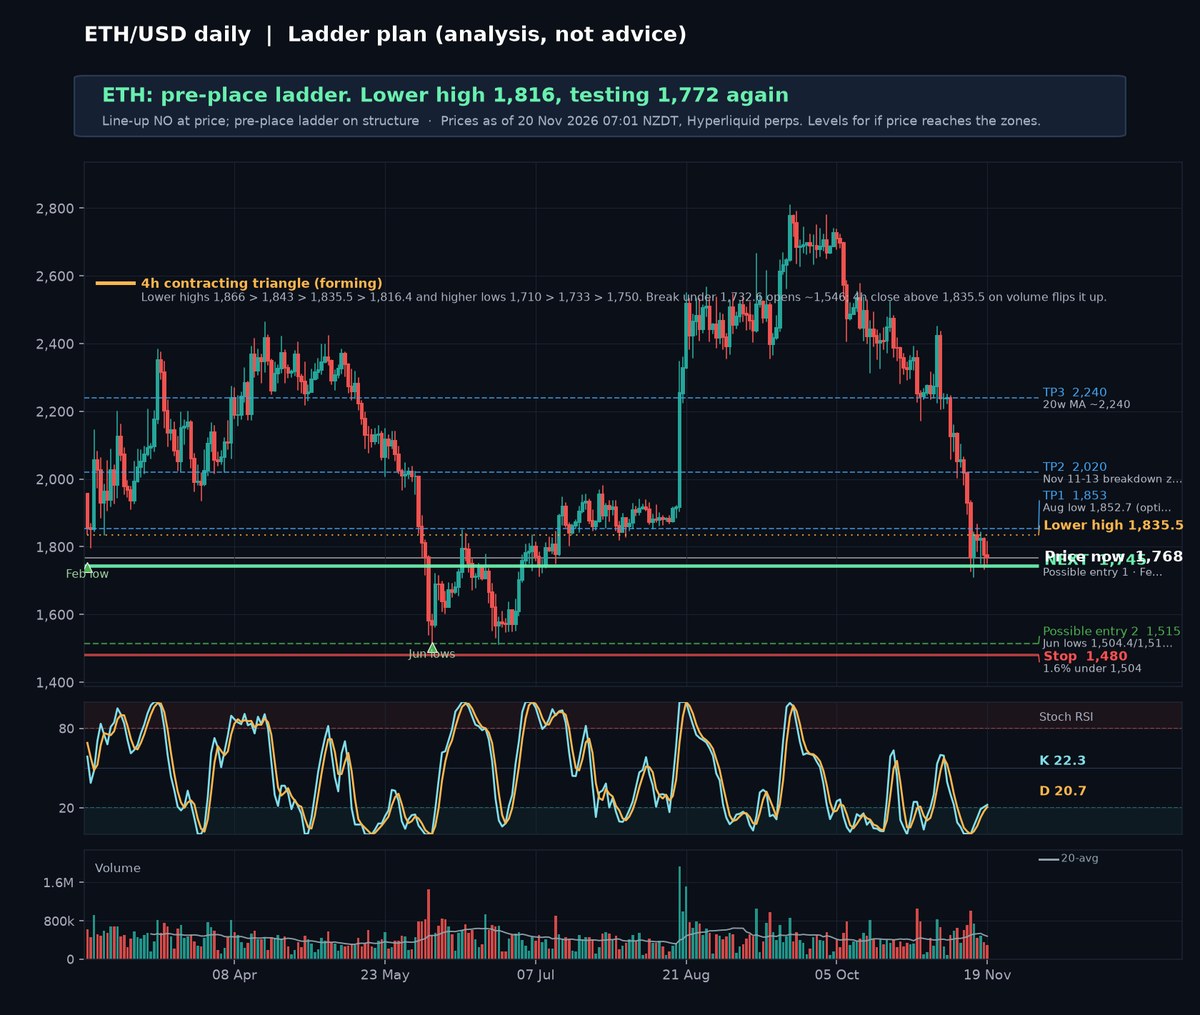 ETH/USD daily | Ladder plan (analysis, not advice)
ETH: pre-place ladder. Lower high 1,816, testing 1,772 again
Line-up NO at price; pre-place ladder on structure · Prices as of 20 Nov 2026 07:01 NZDT, Hyperliquid perps. Levels for if price reaches the zones.
2,800
2,600
4h contracting triangle (forming)
Lower highs 1,866 > 1,843 > 1,835.5 > 1,816.4 and higher lows 1,710 > 1,733 > 1,750. Break under 1,732.6 opens ~1,546; 4h close above 1,835.5 on volume flips it up.
2,400
2,200
2,000
1,800
1,600
1,400
TP3 2,240
20w MA ~2,240
TP2 2,020
Nov 11-13 breakdown z...
TP1 1,853
Aug low 1,852.7 (opti...
Lower high 1,835.5
Price now 1,768
NEXT 1,743
Possible entry 1 · Fe...
Feb low
Possible entry 2 1,515
Jun lows 1,504.4/1,51...
Jun lows
Stop 1,480
1.6% under 1,504
80
20
Stoch RSI
K 22.3
D 20.7
Volume
20-avg
1.6M
800k
0
08 Apr
23 May
07 Jul
21 Aug
05 Oct
19 Nov